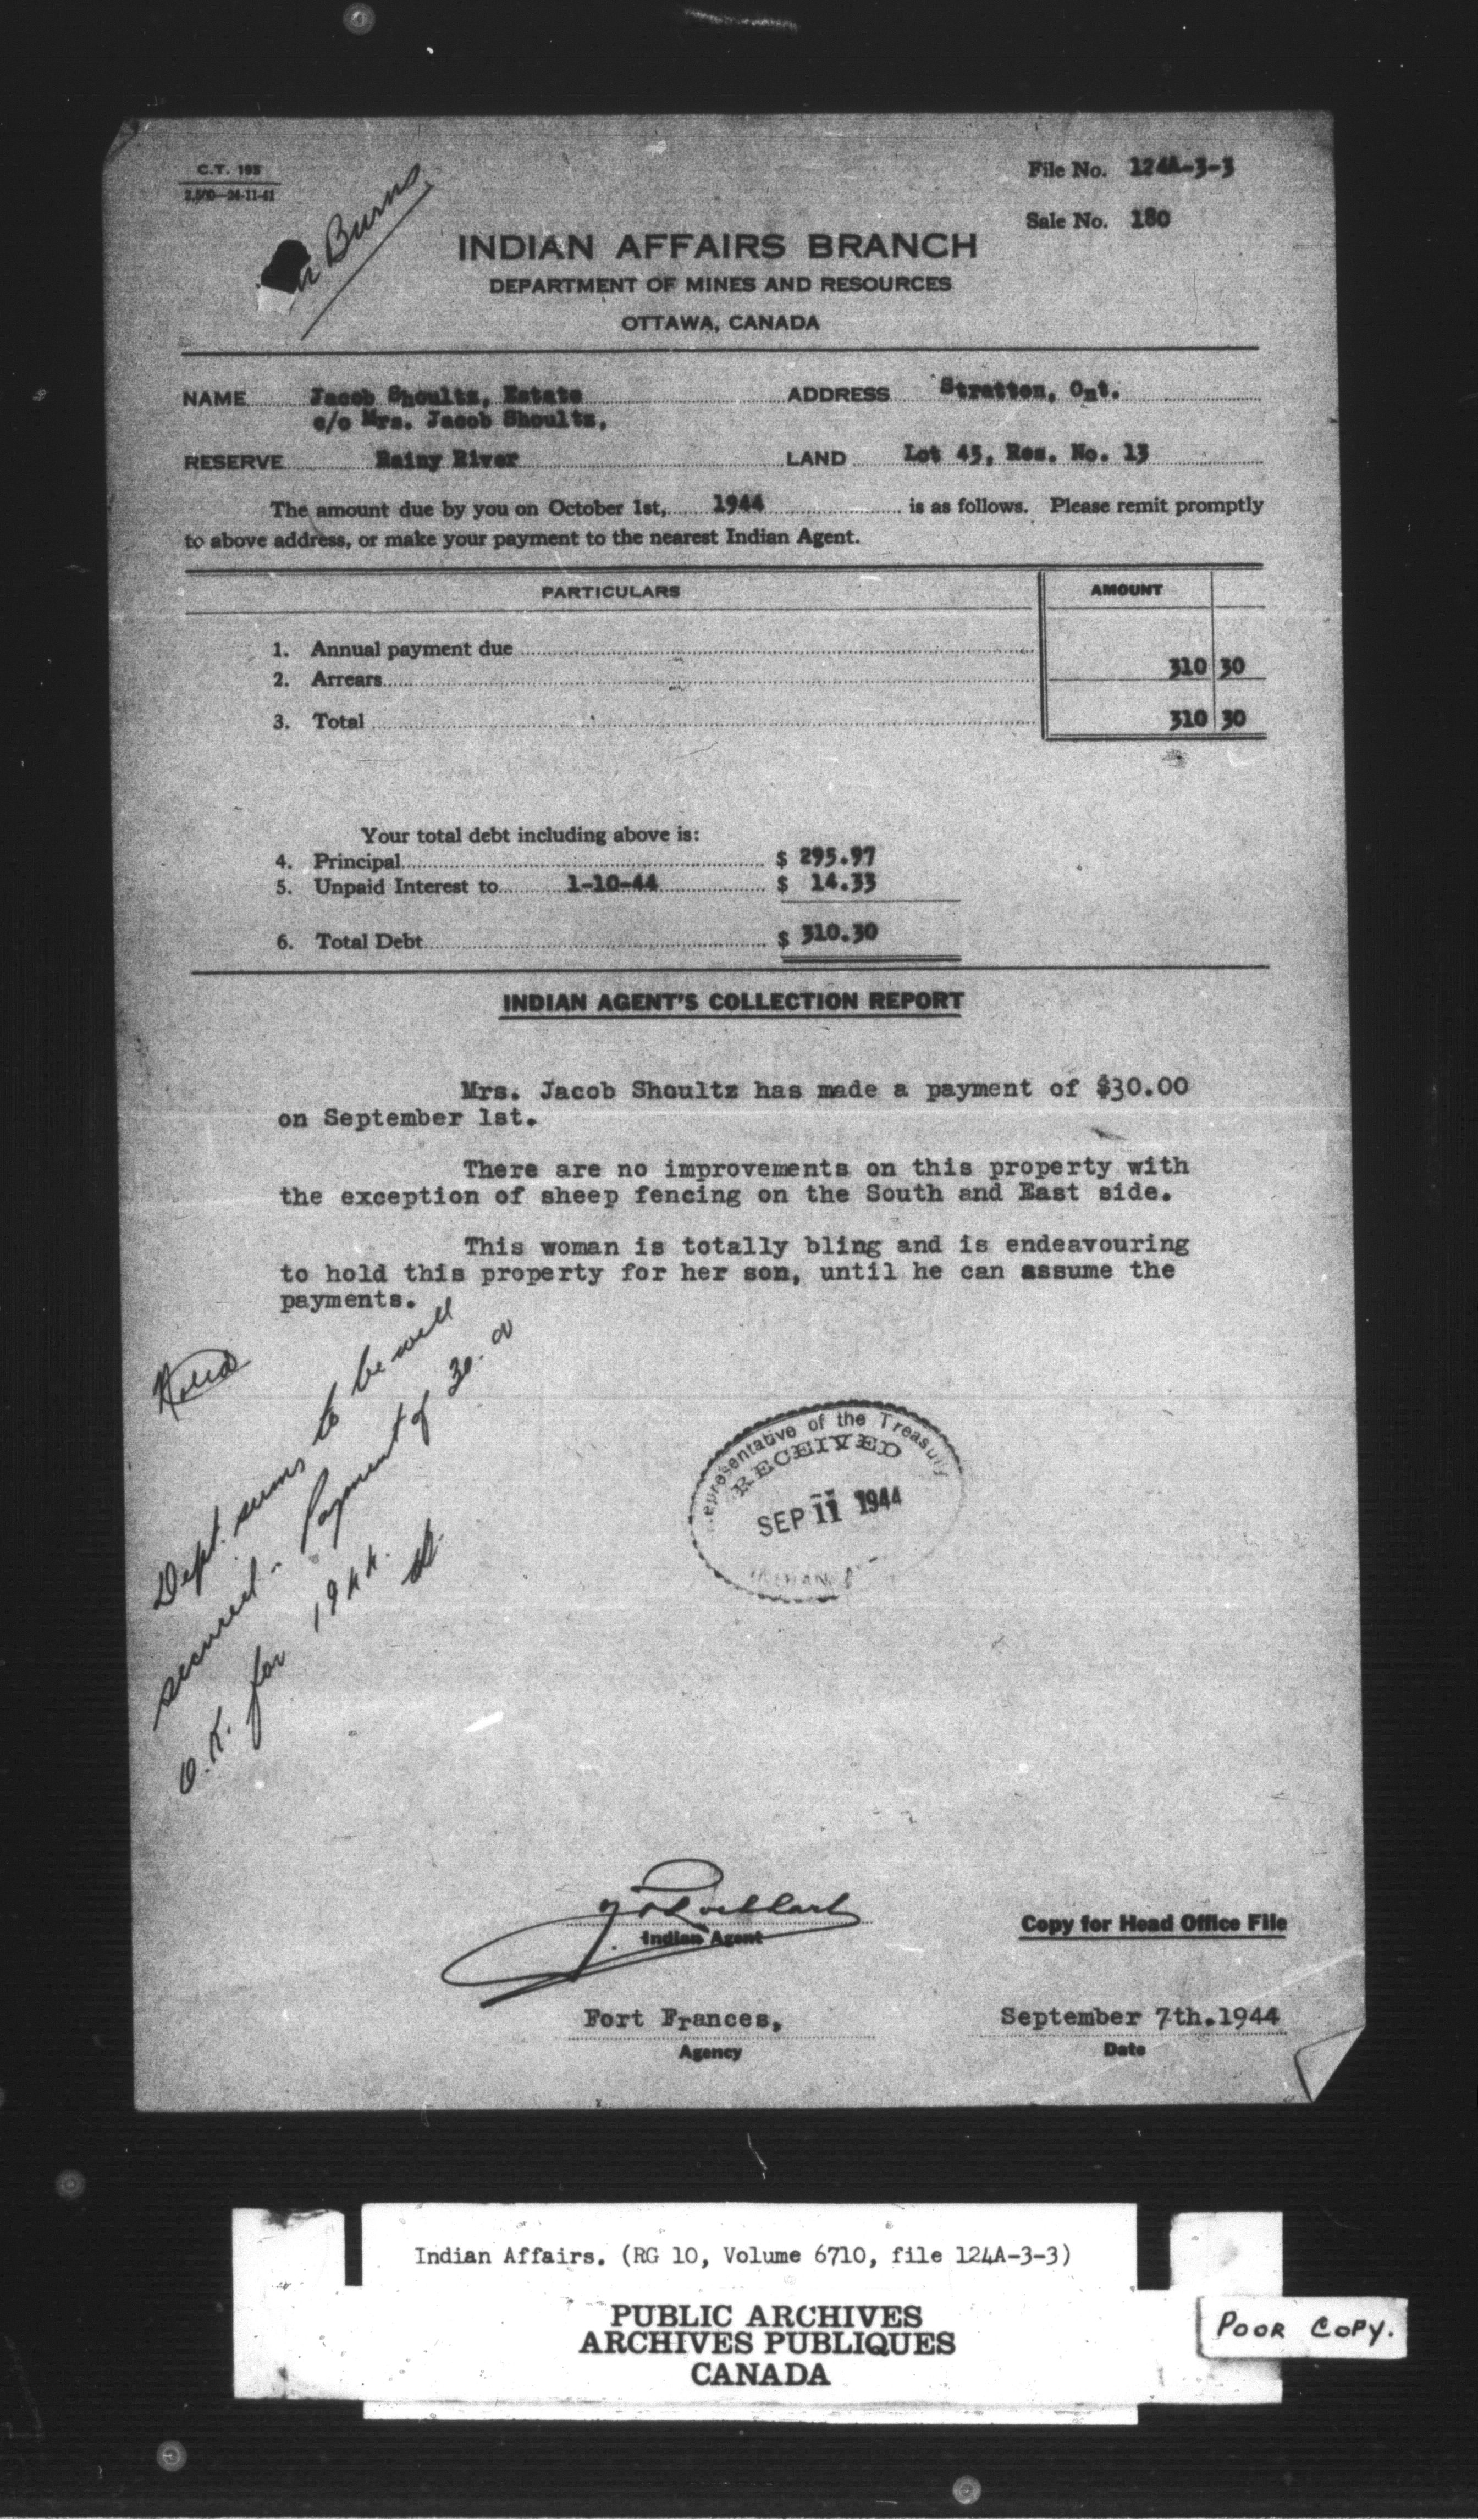 C.T. 195
2,500—24-11-41
Burns
File No. 124A-3-3
Sale No. 180
INDIAN AFFAIRS BRANCH
DEPARTMENT OF MINES AND RESOURCES
OTTAWA, CANADA
NAME Jacob Shoultz, Estate ADDRESS Stratton, Ont.
c/o Mrs. Jacob Shoultz,
RESERVE Rainy River LAND Lot 45, Res. No. 13
The amount due by you on October 1st, 1944 is as follows. Please remit promptly
to above address, or make your payment to the nearest Indian Agent.
PARTICULARS AMOUNT
1. Annual payment due
2. Arrears 310 30
3. Total 310 30
Your total debt including above is:
4. Principal $ 295.97
5. Unpaid Interest to 1-10-44 $ 14.33
6. Total Debt $ 310.30
INDIAN AGENT'S COLLECTION REPORT
Mrs. Jacob Shoultz has made a payment of $30.00
on September 1st.
There are no improvements on this property with
the exception of sheep fencing on the South and East side.
This woman is totally bling and is endeavouring
to hold this property for her son, until he can assume the
payments.
Dept. seems to be well
secured - Payment of 30.
O.K. for 1944.
Representative of the Treasury
RECEIVED
SEP 11 1944
INDIAN
Indian Agent
Copy for Head Office File
Fort Frances, September 7th.1944
Agency Date
Indian Affairs. (RG 10, Volume 6710, file 124A-3-3)
PUBLIC ARCHIVES
ARCHIVES PUBLIQUES
CANADA
POOR COPY.